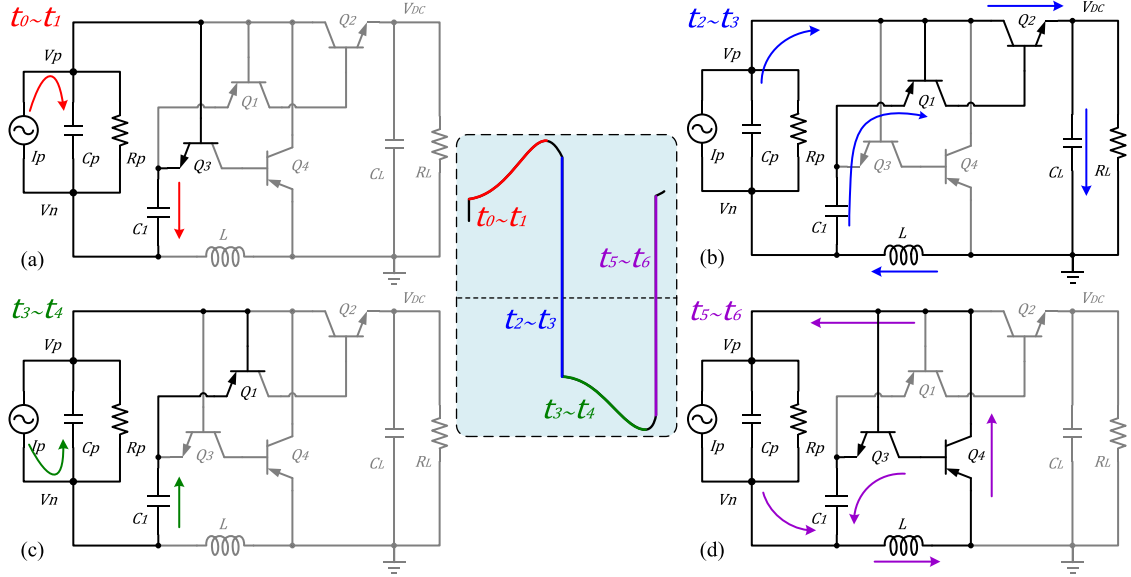 t0~t1
Q2
VDC
Vp
Q1
Ip
Cp
Rp
Q3
Q4
CL
RL
Vn
C1
L
(a)
t2~t3
Q2
VDC
Vp
Q1
Ip
Cp
Rp
Q3
Q4
CL
RL
Vn
C1
L
(b)
t0~t1
t5~t6
t2~t3
t3~t4
t3~t4
Q2
VDC
Vp
Q1
Ip
Cp
Rp
Q3
Q4
CL
RL
Vn
C1
L
(c)
t5~t6
Q2
VDC
Vp
Q1
Ip
Cp
Rp
Q3
Q4
CL
RL
Vn
C1
L
(d)